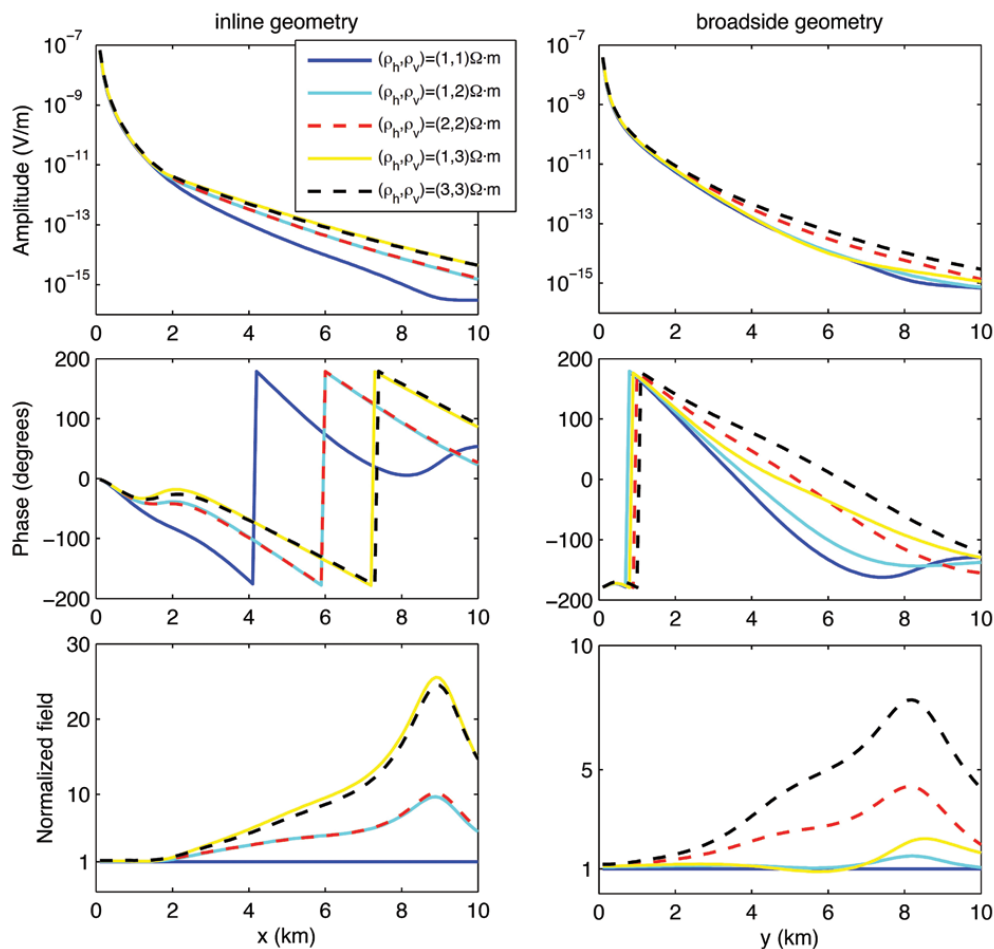 inline geometry
broadside geometry
10⁻⁷
10⁻⁹
10⁻¹¹
10⁻¹³
10⁻¹⁵
Amplitude (V/m)
(ρₕ,ρᵥ)=(1,1)Ω·m
(ρₕ,ρᵥ)=(1,2)Ω·m
(ρₕ,ρᵥ)=(2,2)Ω·m
(ρₕ,ρᵥ)=(1,3)Ω·m
(ρₕ,ρᵥ)=(3,3)Ω·m
0 2 4 6 8 10
10⁻⁷
10⁻⁹
10⁻¹¹
10⁻¹³
10⁻¹⁵
Amplitude (V/m)
0 2 4 6 8 10
200
100
0
−100
−200
Phase (degrees)
0 2 4 6 8 10
200
100
0
−100
−200
Phase (degrees)
0 2 4 6 8 10
30
20
10
1
Normalized field
0 2 4 6 8 10
x (km)
10
5
1
Normalized field
0 2 4 6 8 10
y (km)